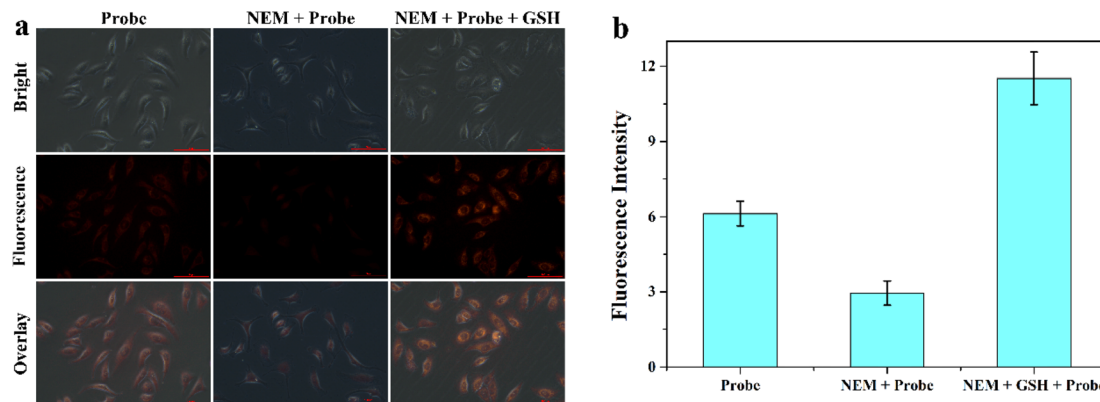 a
Probe
NEM + Probe
NEM + Probe + GSH
Bright
Fluorescence
Overlay
b
Fluorescence Intensity
12
9
6
3
0
Probe
NEM + Probe
NEM + GSH + Probe